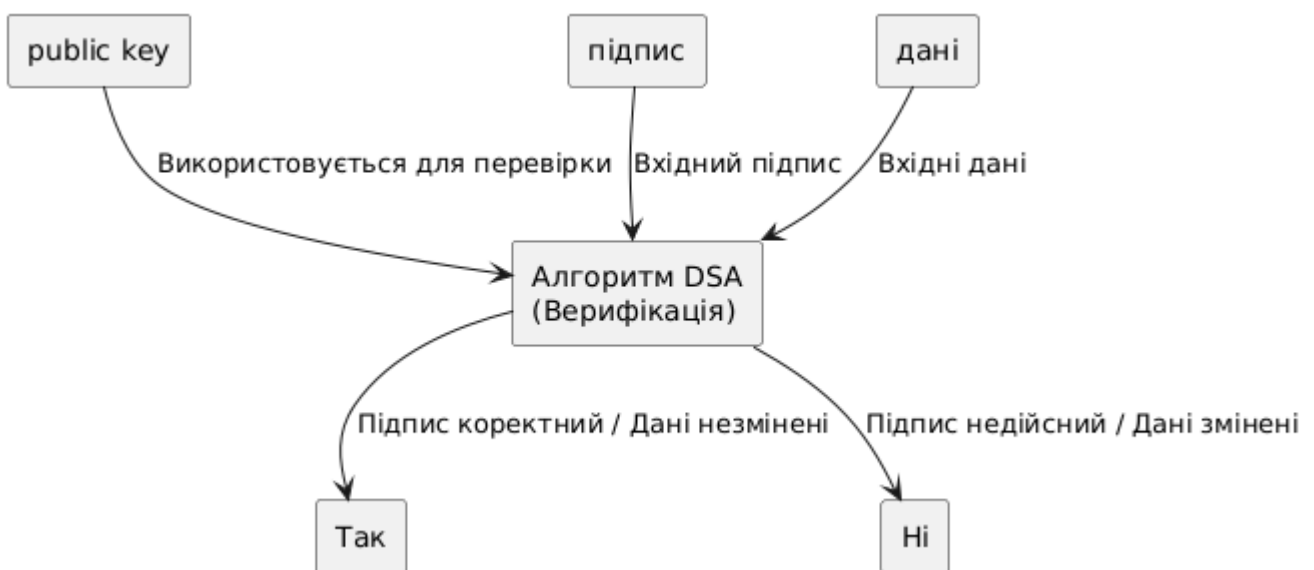 public key
підпис
дані
Використовується для перевірки
Вхідний підпис
Вхідні дані
Алгоритм DSA
(Верифікація)
Підпис коректний / Дані незмінені
Підпис недійсний / Дані змінені
Так
Ні